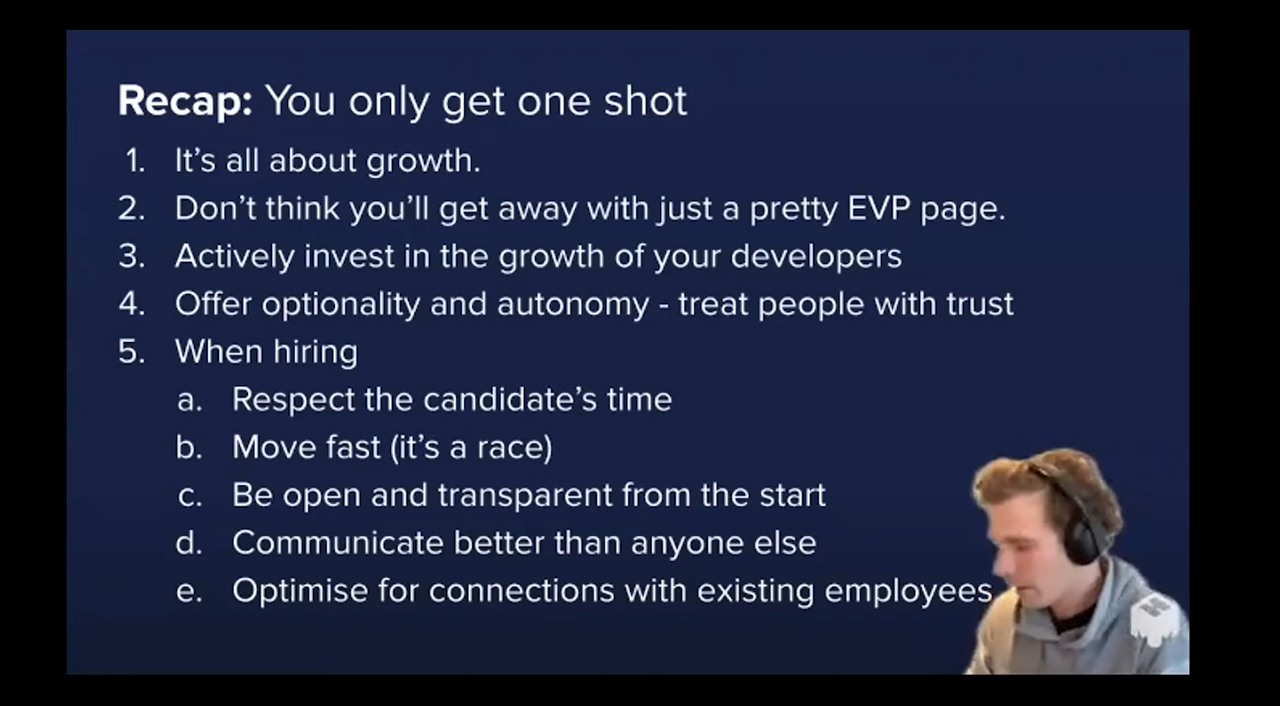 Recap: You only get one shot
1. It's all about growth.
2. Don't think you'll get away with just a pretty EVP page.
3. Actively invest in the growth of your developers
4. Offer optionality and autonomy - treat people with trust
5. When hiring
a. Respect the candidate's time
b. Move fast (it's a race)
c. Be open and transparent from the start
d. Communicate better than anyone else
e. Optimise for connections with existing employees